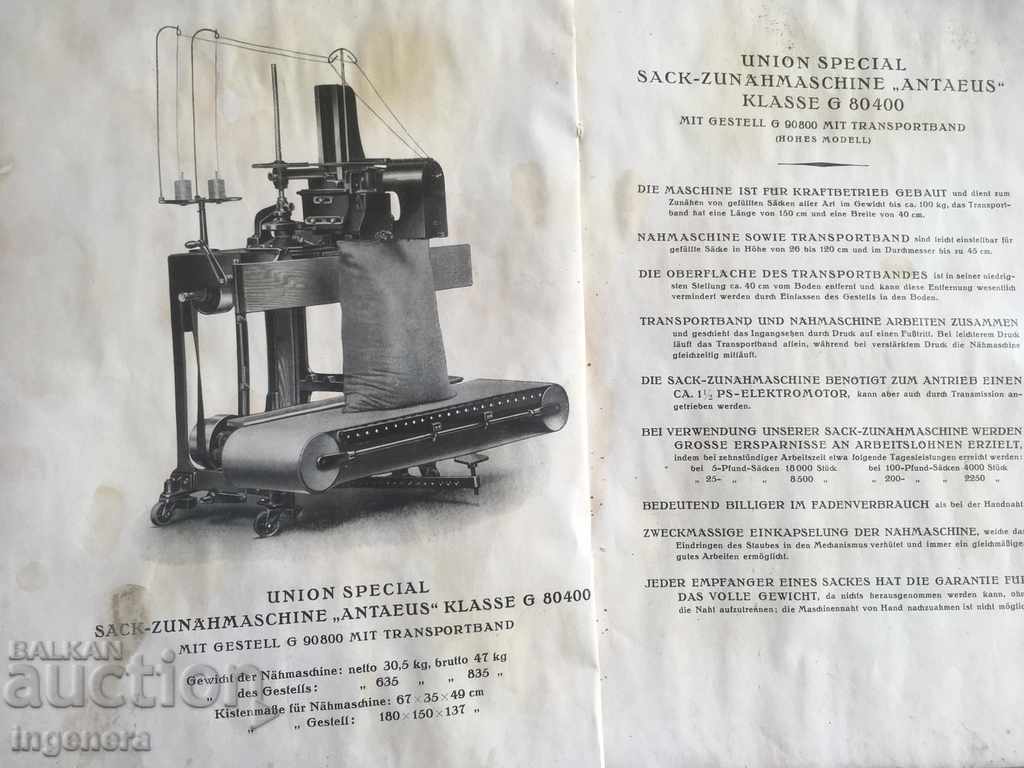 UNION SPECIAL
SACK-ZUNÄHMASCHINE „ANTAEUS“ KLASSE G 80400
MIT GESTELL G 90800 MIT TRANSPORTBAND
Gewicht der Nähmaschine: netto 30,5 kg, brutto 47 kg
„ des Gestells: „ 635 „ „ 835 „
Kistenmaße für Nähmaschine: 67×35×49 cm
„ „ Gestell: 180×150×137 „
BALKAN
auction
ingenera
UNION SPECIAL
SACK-ZUNÄHMASCHINE „ANTAEUS“
KLASSE G 80400
MIT GESTELL G 90800 MIT TRANSPORTBAND
(HOHES MODELL)
DIE MASCHINE IST FÜR KRAFTBETRIEB GEBAUT und dient zum
Zunähen von gefüllten Säcken aller Art im Gewicht bis ca. 100 kg, das Transport-
band hat eine Länge von 150 cm und eine Breite von 40 cm.
NÄHMASCHINE SOWIE TRANSPORTBAND sind leicht einstellbar für
gefüllte Säcke in Höhe von 26 bis 120 cm und im Durchmesser bis zu 45 cm.
DIE OBERFLÄCHE DES TRANSPORTBANDES ist in seiner niedrig-
sten Stellung ca. 40 cm vom Boden entfernt und kann diese Entfernung wesentlich
vermindert werden durch Einlassen des Gestells in den Boden.
TRANSPORTBAND UND NÄHMASCHINE ARBEITEN ZUSAMMEN
und geschieht das Ingangsehen durch Druck auf einen Fußtritt. Bei leichterem Druck
läuft das Transportband allein, während bei verstärktem Druck die Nähmaschine
gleichzeitig mitläuft.
DIE SACK-ZUNÄHMASCHINE BENÖTIGT ZUM ANTRIEB EINEN
CA. 1½ PS-ELEKTROMOTOR, kann aber auch durch Transmission an-
getrieben werden.
BEI VERWENDUNG UNSERER SACK-ZUNÄHMASCHINE WERDEN
GROSSE ERSPARNISSE AN ARBEITSLÖHNEN ERZIELT,
indem bei zehnstündiger Arbeitszeit etwa folgende Tagesleistungen erreicht werden:
bei 5-Pfund-Säcken 18000 Stück bei 100-Pfund-Säcken 4000 Stück
„ 25- „ „ 8500 „ „ 200- „ „ 2250 „
BEDEUTEND BILLIGER IM FADENVERBRAUCH als bei der Handnaht
ZWECKMÄSSIGE EINKAPSELUNG DER NÄHMASCHINE, welche das
Eindringen des Staubes in den Mechanismus verhütet und immer ein gleichmäßiges
gutes Arbeiten ermöglicht.
JEDER EMPFÄNGER EINES SACKES HAT DIE GARANTIE FÜR
DAS VOLLE GEWICHT, da nichts herausgenommen werden kann, ohne
die Naht aufzutrennen; die Maschinennaht von Hand nachzuahmen ist nicht möglich